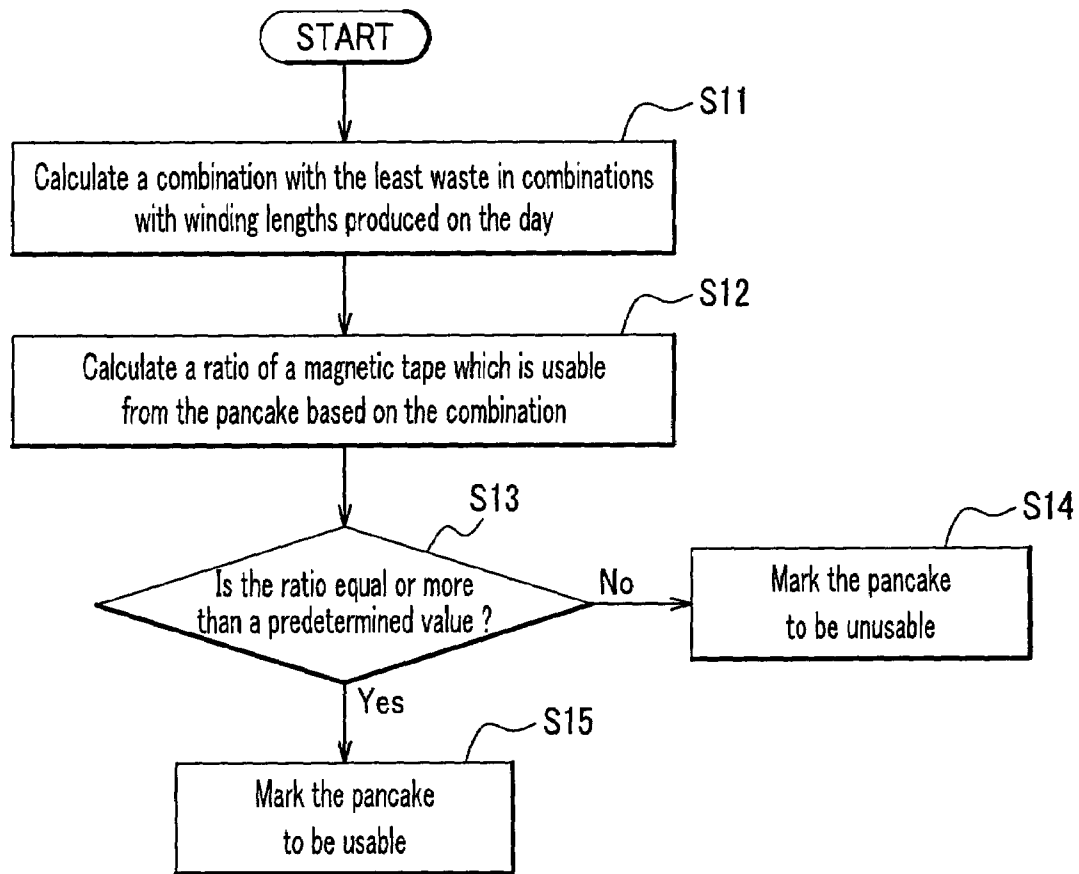 START
S11
Calculate a combination with the least waste in combinations
with winding lengths produced on the day
S12
Calculate a ratio of a magnetic tape which is usable
from the pancake based on the combination
S13
Is the ratio equal or more
than a predetermined value ?
No
S14
Mark the pancake
to be unusable
Yes
S15
Mark the pancake
to be usable